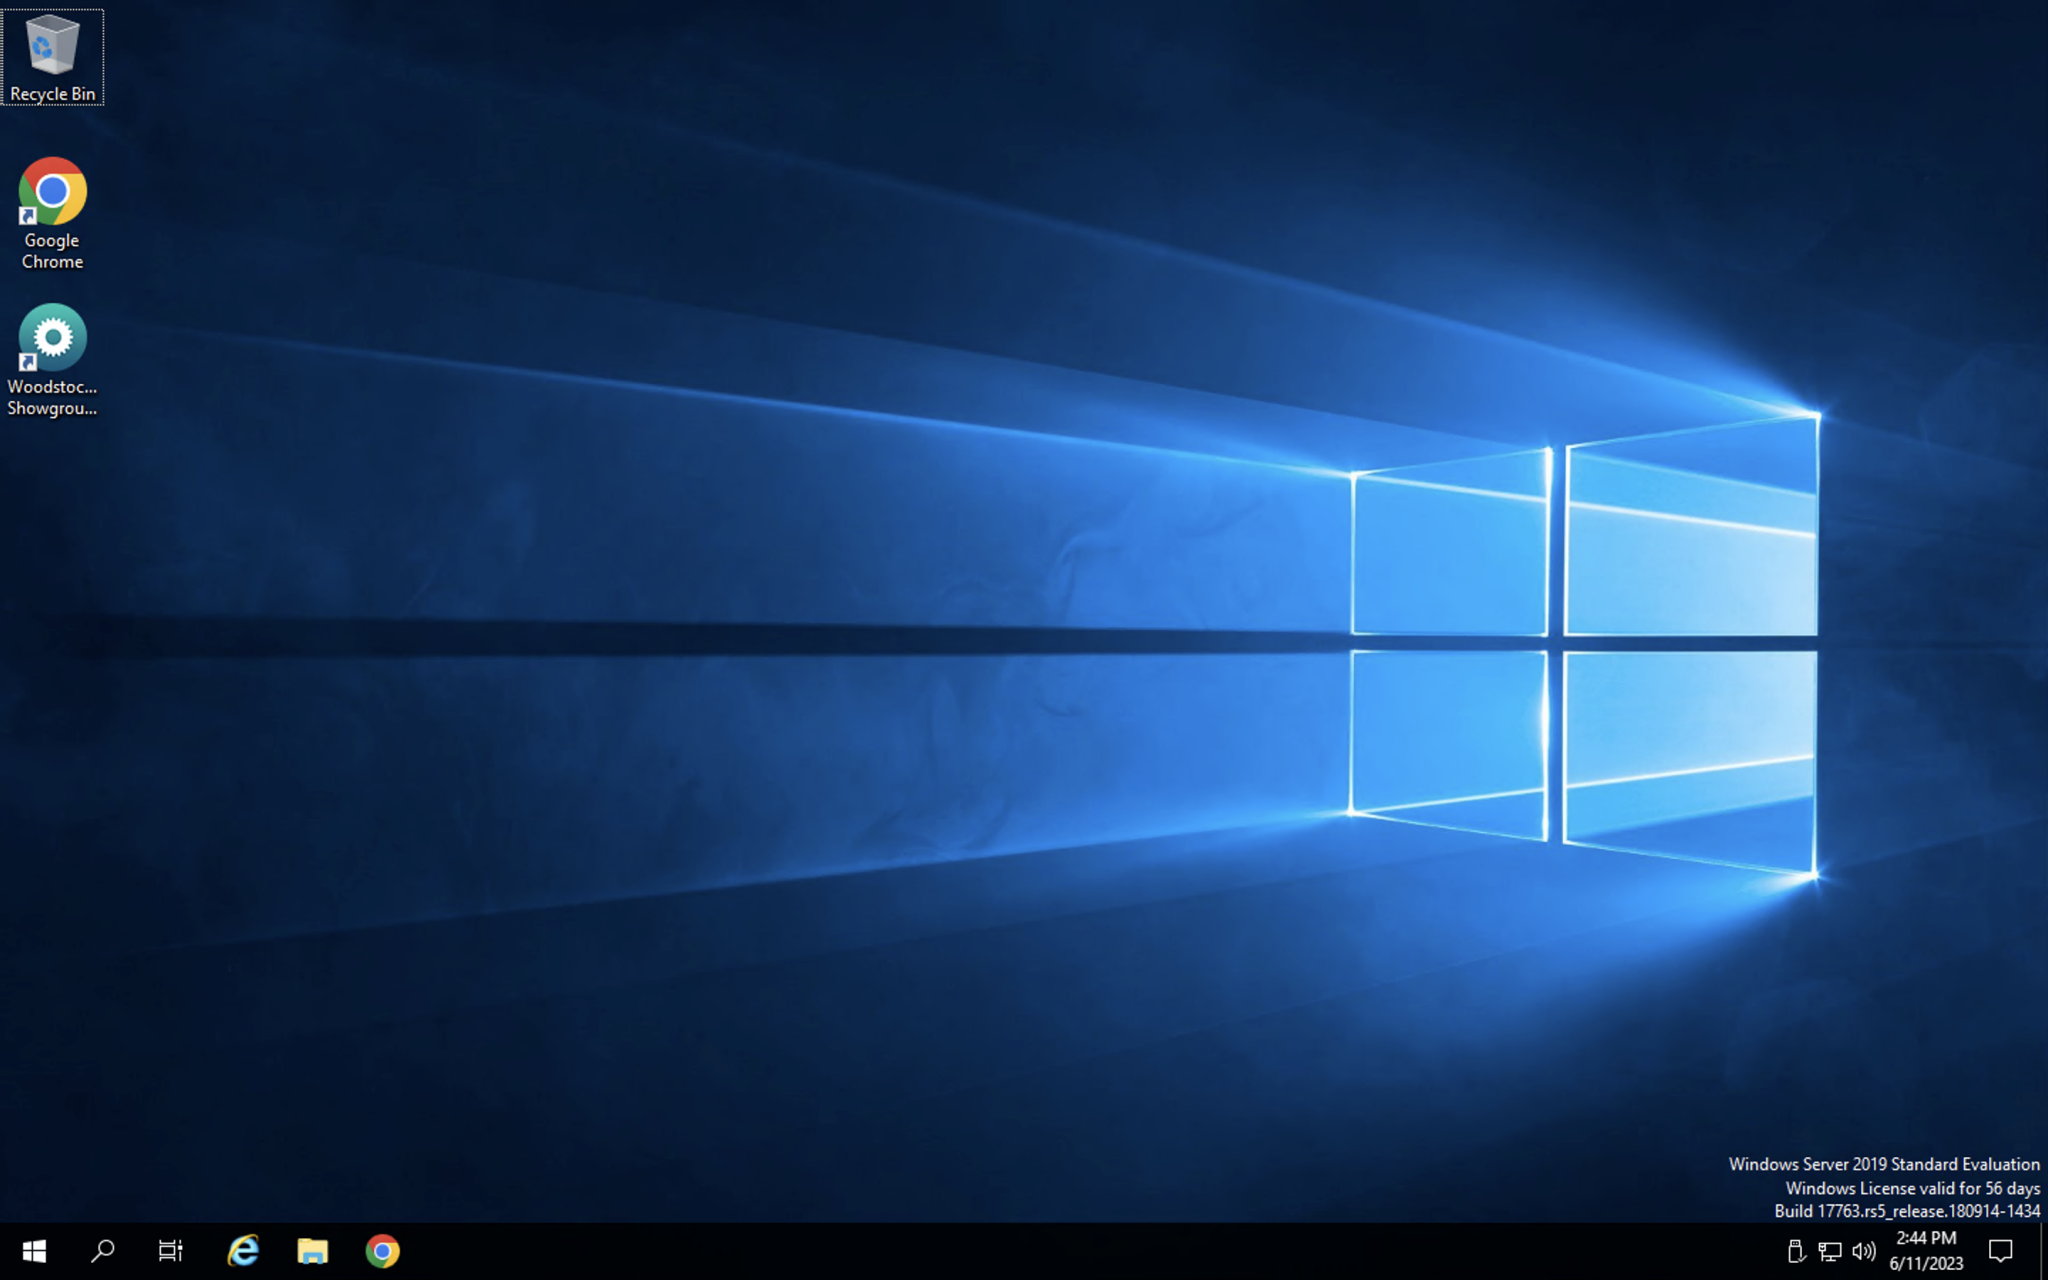 Recycle Bin
Google
Chrome
Woodstoc...
Showgrou...
Windows Server 2019 Standard Evaluation
Windows License valid for 56 days
Build 17763.rs5_release.180914-1434
2:44 PM
6/11/2023